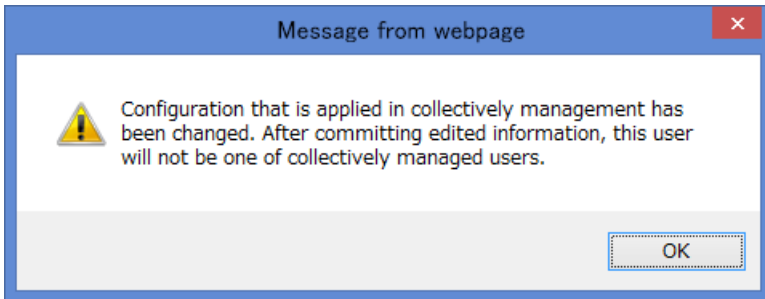 Message from webpage
Configuration that is applied in collectively management has
been changed. After committing edited information, this user
will not be one of collectively managed users.
OK